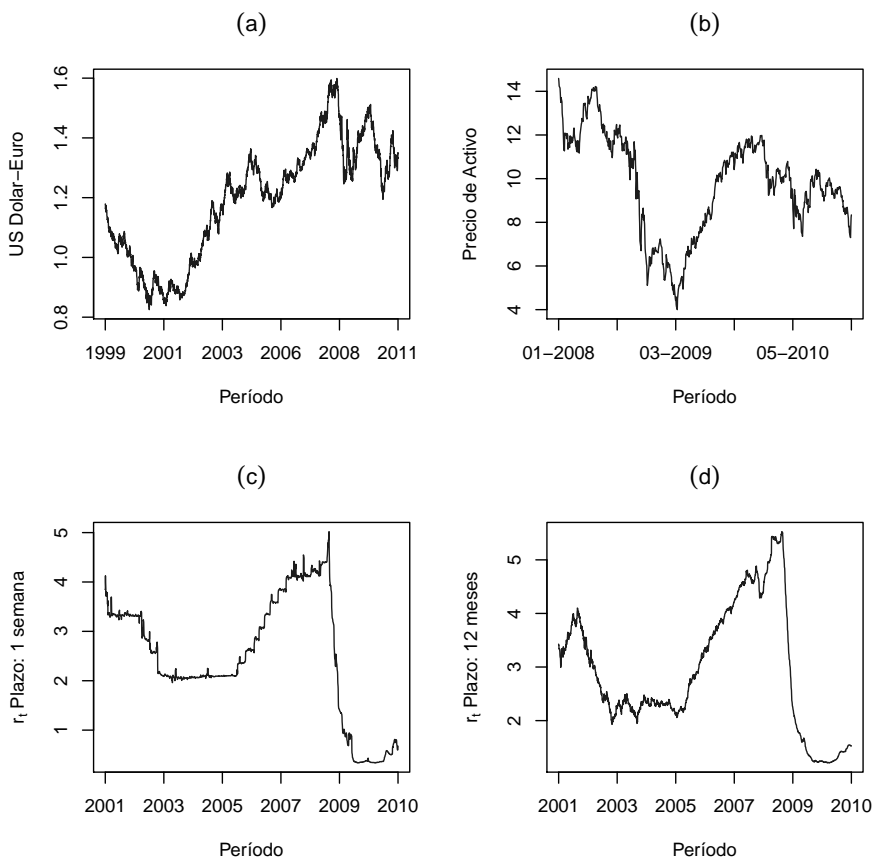 (a)
US Dolar−Euro
0.8 1.0 1.2 1.4 1.6
1999 2001 2003 2006 2008 2011
Período
(b)
Precio de Activo
4 6 8 10 12 14
01−2008 03−2009 05−2010
Período
(c)
rt Plazo: 1 semana
1 2 3 4 5
2001 2003 2005 2007 2009 2010
Período
(d)
rt Plazo: 12 meses
2 3 4 5
2001 2003 2005 2007 2009 2010
Período